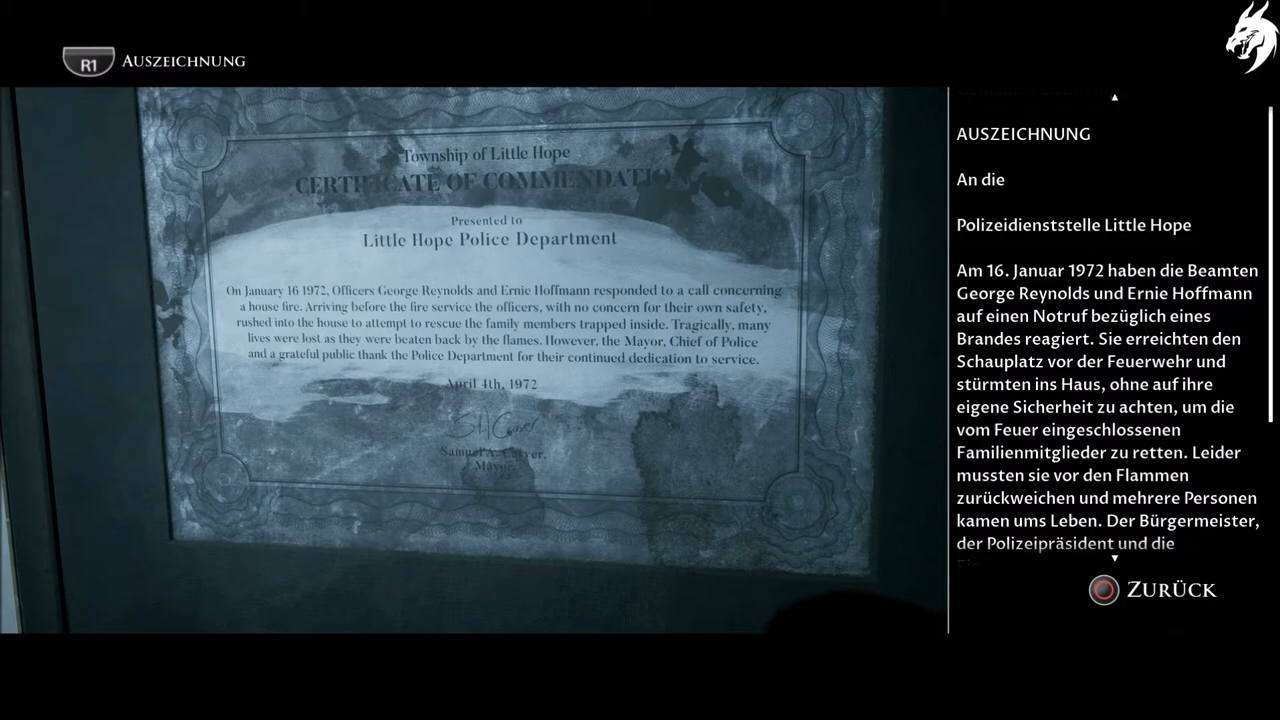 R1 AUSZEICHNUNG
Township of Little Hope
CERTIFICATE OF COMMENDATIO
Presented to
Little Hope Police Department
On January 16 1972, Officers George Reynolds and Ernie Hoffmann responded to a call concerning
a house fire. Arriving before the fire service the officers, with no concern for their own safety,
rushed into the house to attempt to rescue the family members trapped inside. Tragically, many
lives were lost as they were beaten back by the flames. However, the Mayor, Chief of Police
and a grateful public thank the Police Department for their continued dedication to service.
April 4th, 1972
Samuel A. Carver,
Mayor
AUSZEICHNUNG
An die
Polizeidienststelle Little Hope
Am 16. Januar 1972 haben die Beamten
George Reynolds und Ernie Hoffmann
auf einen Notruf bezüglich eines
Brandes reagiert. Sie erreichten den
Schauplatz vor der Feuerwehr und
stürmten ins Haus, ohne auf ihre
eigene Sicherheit zu achten, um die
vom Feuer eingeschlossenen
Familienmitglieder zu retten. Leider
mussten sie vor den Flammen
zurückweichen und mehrere Personen
kamen ums Leben. Der Bürgermeister,
der Polizeipräsident und die
ZURÜCK